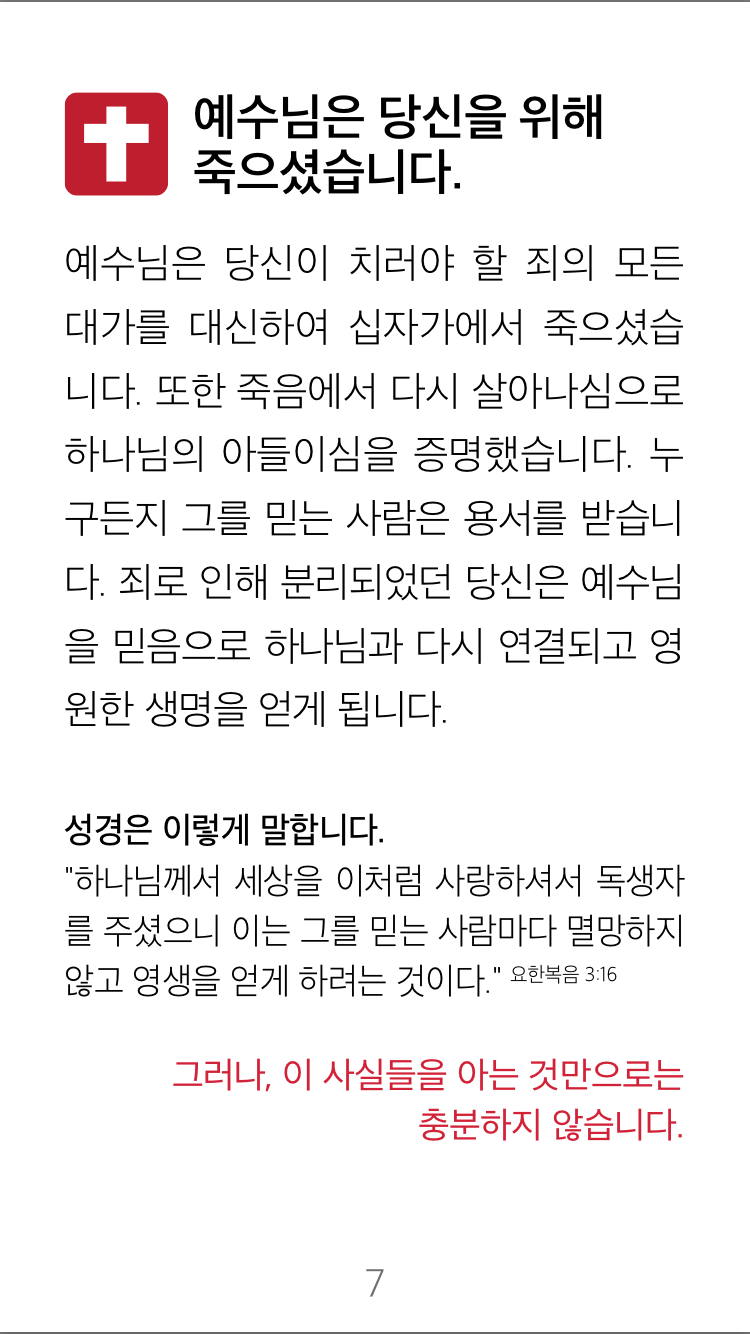 예수님은 당신을 위해
죽으셨습니다.
예수님은 당신이 치러야 할 죄의 모든
대가를 대신하여 십자가에서 죽으셨습
니다. 또한 죽음에서 다시 살아나심으로
하나님의 아들이심을 증명했습니다. 누
구든지 그를 믿는 사람은 용서를 받습니
다. 죄로 인해 분리되었던 당신은 예수님
을 믿음으로 하나님과 다시 연결되고 영
원한 생명을 얻게 됩니다.
성경은 이렇게 말합니다.
"하나님께서 세상을 이처럼 사랑하셔서 독생자
를 주셨으니 이는 그를 믿는 사람마다 멸망하지
않고 영생을 얻게 하려는 것이다." 요한복음 3:16
그러나, 이 사실들을 아는 것만으로는
충분하지 않습니다.
7